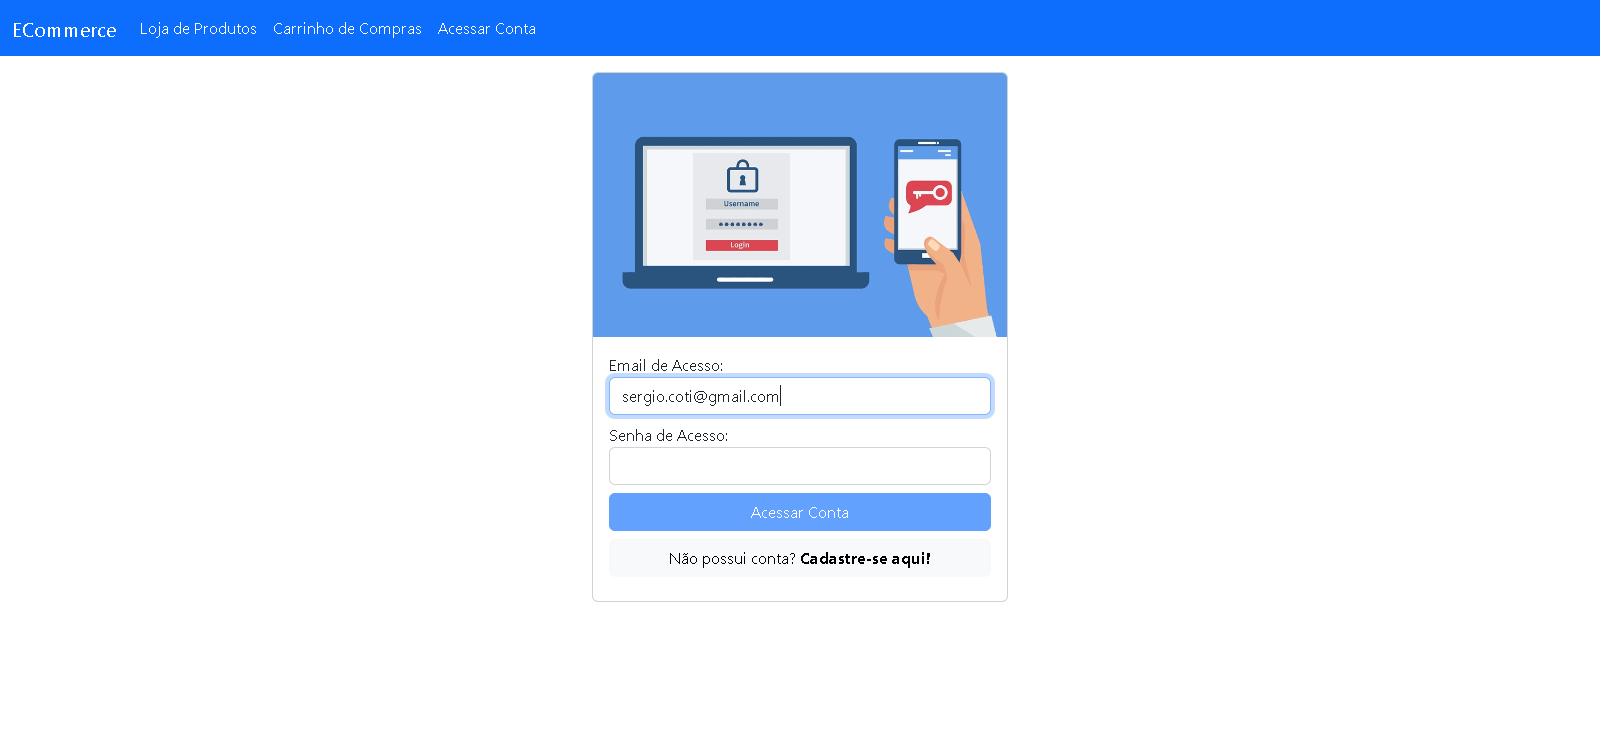 ECommerce Loja de Produtos Carrinho de Compras Acessar Conta
Username
Login
Email de Acesso:
sergio.coti@gmail.com
Senha de Acesso:
Acessar Conta
Não possui conta? Cadastre-se aqui!